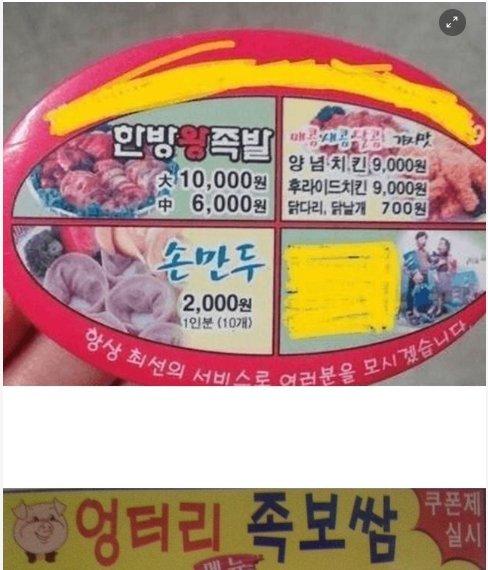 한방왕족발
大 10,000원
中 6,000원
매콤새콤달콤 가지맛
양념치킨 9,000원
후라이드치킨 9,000원
닭다리, 닭날개 700원
손만두
2,000원
1인분 (10개)
항상 최선의 서비스로 여러분을 모시겠습니다
엉터리 족보쌈
쿠폰제
실시
메뉴